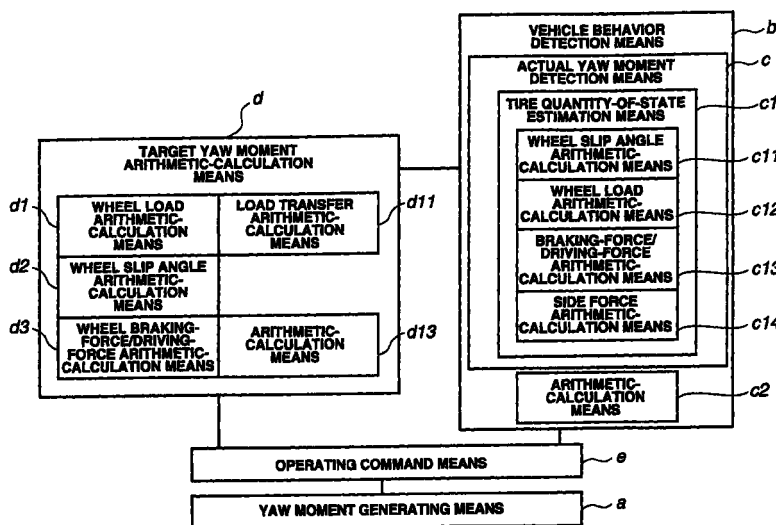 b
VEHICLE BEHAVIOR
DETECTION MEANS
c
ACTUAL YAW MOMENT
DETECTION MEANS
c1
TIRE QUANTITY-OF-STATE
ESTIMATION MEANS
WHEEL SLIP ANGLE
ARITHMETIC-
CALCULATION MEANS
c11
WHEEL LOAD
ARITHMETIC-
CALCULATION MEANS
c12
BRAKING-FORCE/
DRIVING-FORCE
ARITHMETIC-
CALCULATION MEANS
c13
SIDE FORCE
ARITHMETIC-
CALCULATION MEANS
c14
ARITHMETIC-
CALCULATION
MEANS
c2
d
TARGET YAW MOMENT
ARITHMETIC-CALCULATION
MEANS
d1
WHEEL LOAD
ARITHMETIC-
CALCULATION
MEANS
LOAD TRANSFER
ARITHMETIC-
CALCULATION
MEANS
d11
d2
WHEEL SLIP ANGLE
ARITHMETIC-
CALCULATION
MEANS
d3
WHEEL BRAKING-
FORCE/DRIVING-
FORCE ARITHMETIC-
CALCULATION MEANS
ARITHMETIC-
CALCULATION
MEANS
d13
OPERATING COMMAND MEANS
e
YAW MOMENT GENERATING MEANS
a